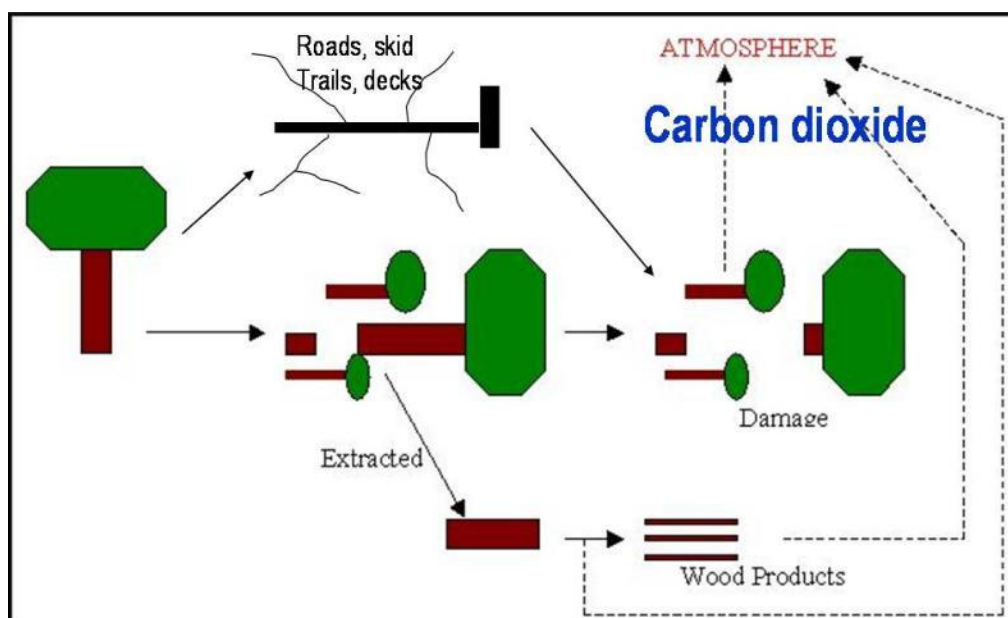 Roads, skid
Trails, decks
ATMOSPHERE
Carbon dioxide
Damage
Extracted
Wood Products